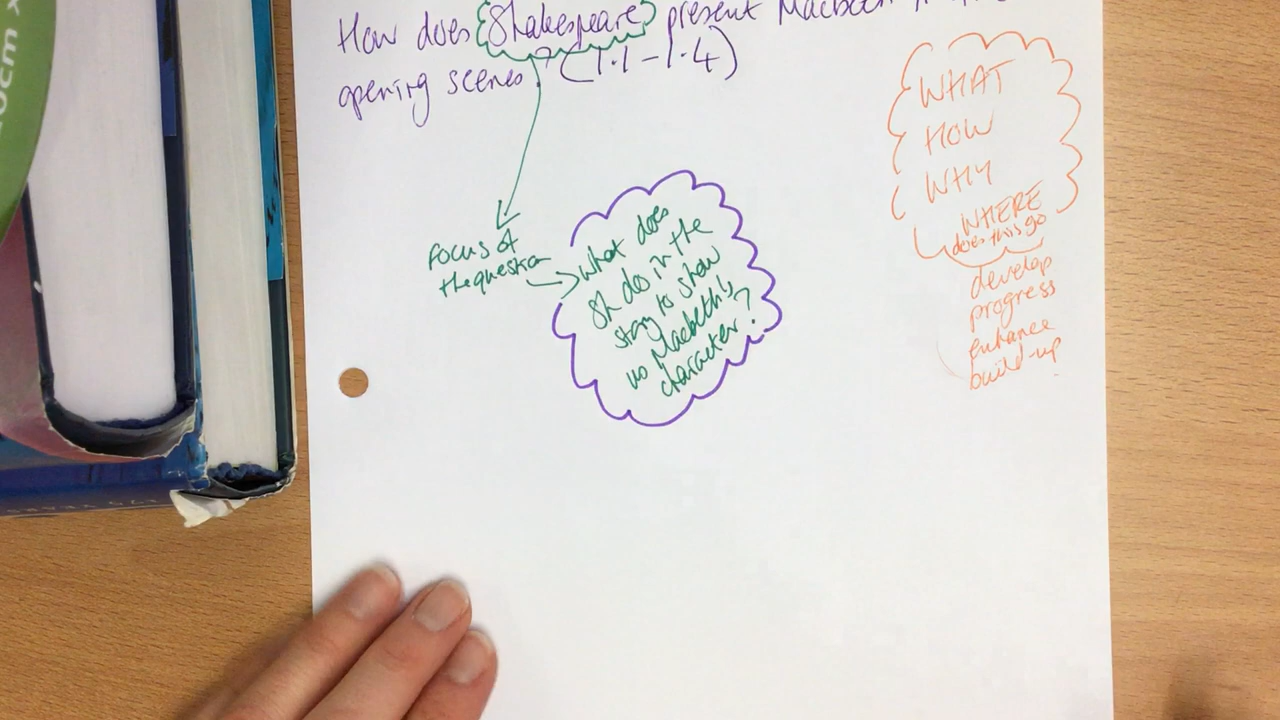 How does Shakespeare present Macbeth
opening scenes? (1.1-1.4)
WHAT
HOW
WHY
WHERE
does this go
develop
progress
enhance
build-up
Focus of
the question
what does
Sh do in the
story to show
us Macbeth's
character?
20cm x